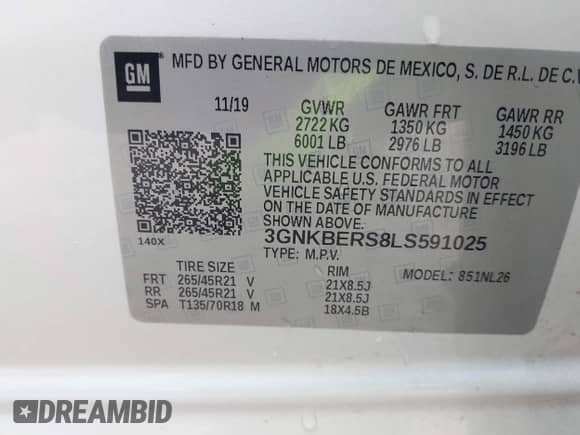 GM
MFD BY GENERAL MOTORS DE MEXICO, S. DE R.L. DE C.V
11/19 GVWR GAWR FRT GAWR RR
2722 KG 1350 KG 1450 KG
6001 LB 2976 LB 3196 LB
THIS VEHICLE CONFORMS TO ALL
APPLICABLE U.S. FEDERAL MOTOR
VEHICLE SAFETY STANDARDS IN EFFECT
ON THE DATE OF MANUFACTURE
SHOWN ABOVE.
140X 3GNKBERS8LS591025
TYPE: M.P.V. MODEL: 851NL26
TIRE SIZE RIM
FRT 265/45R21 V 21X8.5J
RR 265/45R21 V 21X8.5J
SPA T135/70R18 M 18X4.5B
DREAMBID